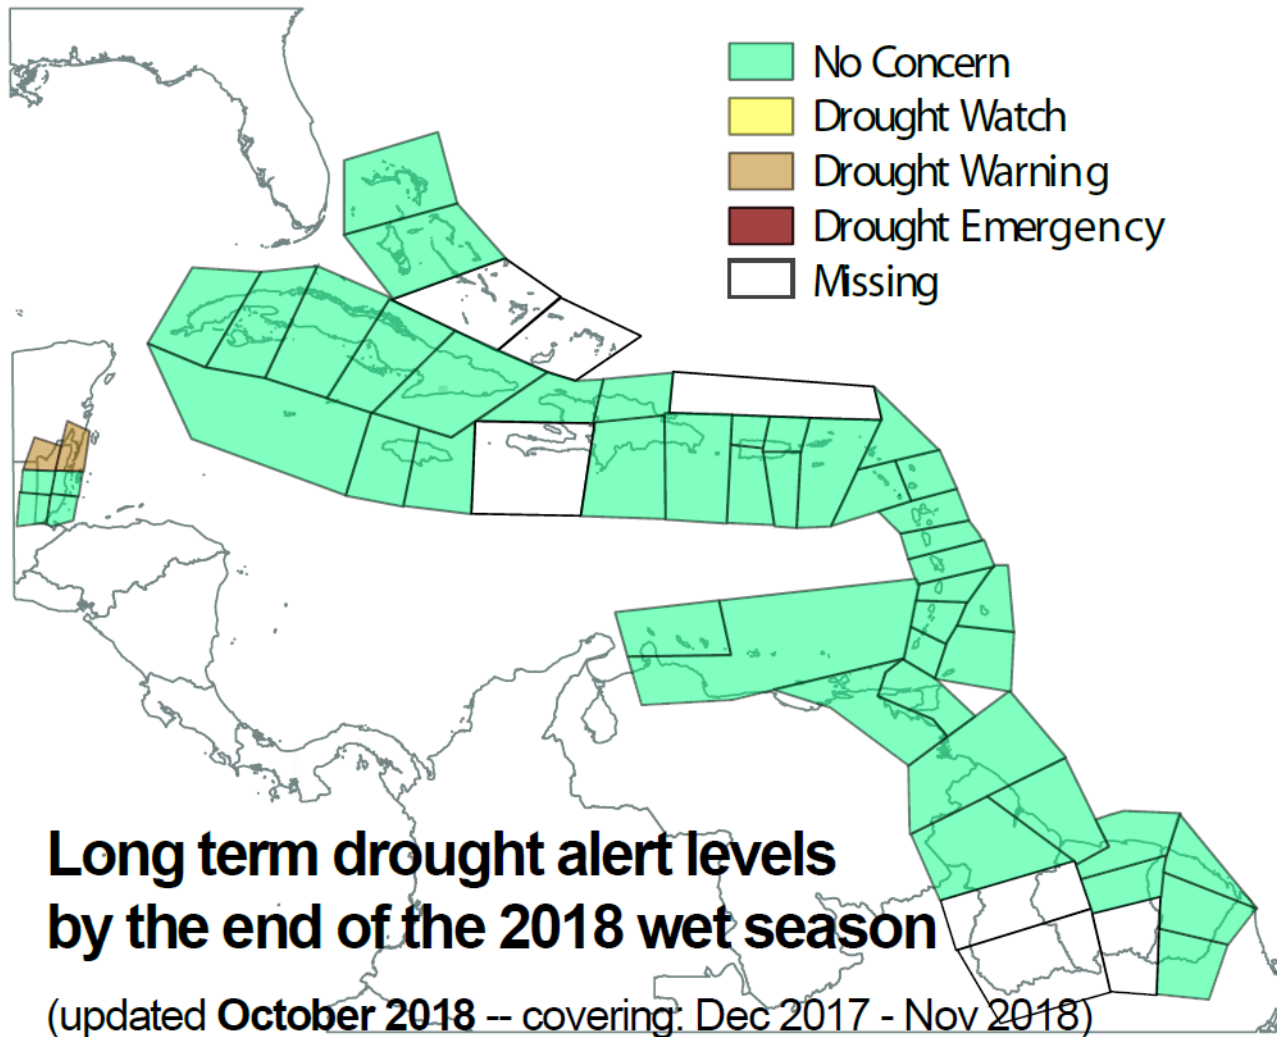 No Concern
Drought Watch
Drought Warning
Drought Emergency
Missing
Long term drought alert levels
by the end of the 2018 wet season
(updated October 2018 -- covering: Dec 2017 - Nov 2018)